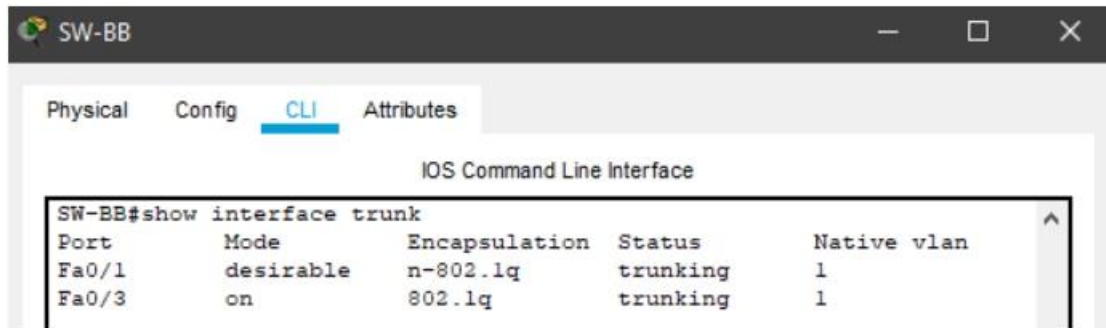 SW-BB
Physical Config CLI Attributes
IOS Command Line Interface
SW-BB#show interface trunk
Port Mode Encapsulation Status Native vlan
Fa0/1 desirable n-802.1q trunking 1
Fa0/3 on 802.1q trunking 1